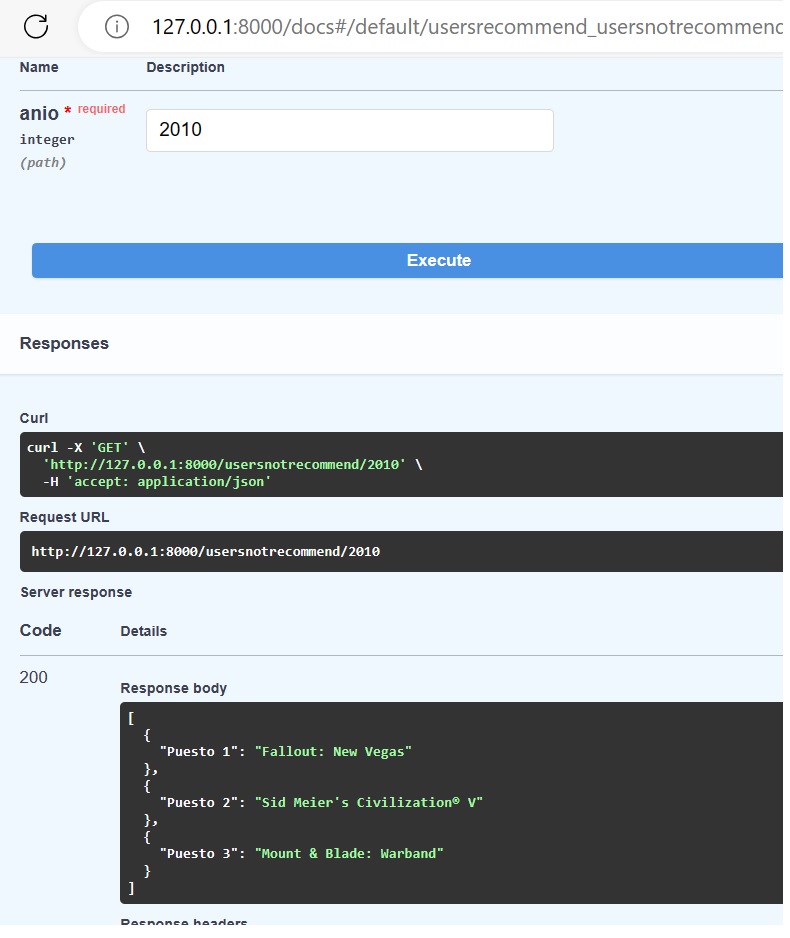 127.0.0.1:8000/docs#/default/usersrecommend_usersnotrecommend
Name Description
anio * required
2010
integer
(path)
Execute
Responses
Curl
curl -X 'GET' \
'http://127.0.0.1:8000/usersnotrecommend/2010' \
-H 'accept: application/json'
Request URL
http://127.0.0.1:8000/usersnotrecommend/2010
Server response
Code Details
200
Response body
[
{
"Puesto 1": "Fallout: New Vegas"
},
{
"Puesto 2": "Sid Meier's Civilization® V"
},
{
"Puesto 3": "Mount & Blade: Warband"
}
]
Response headers